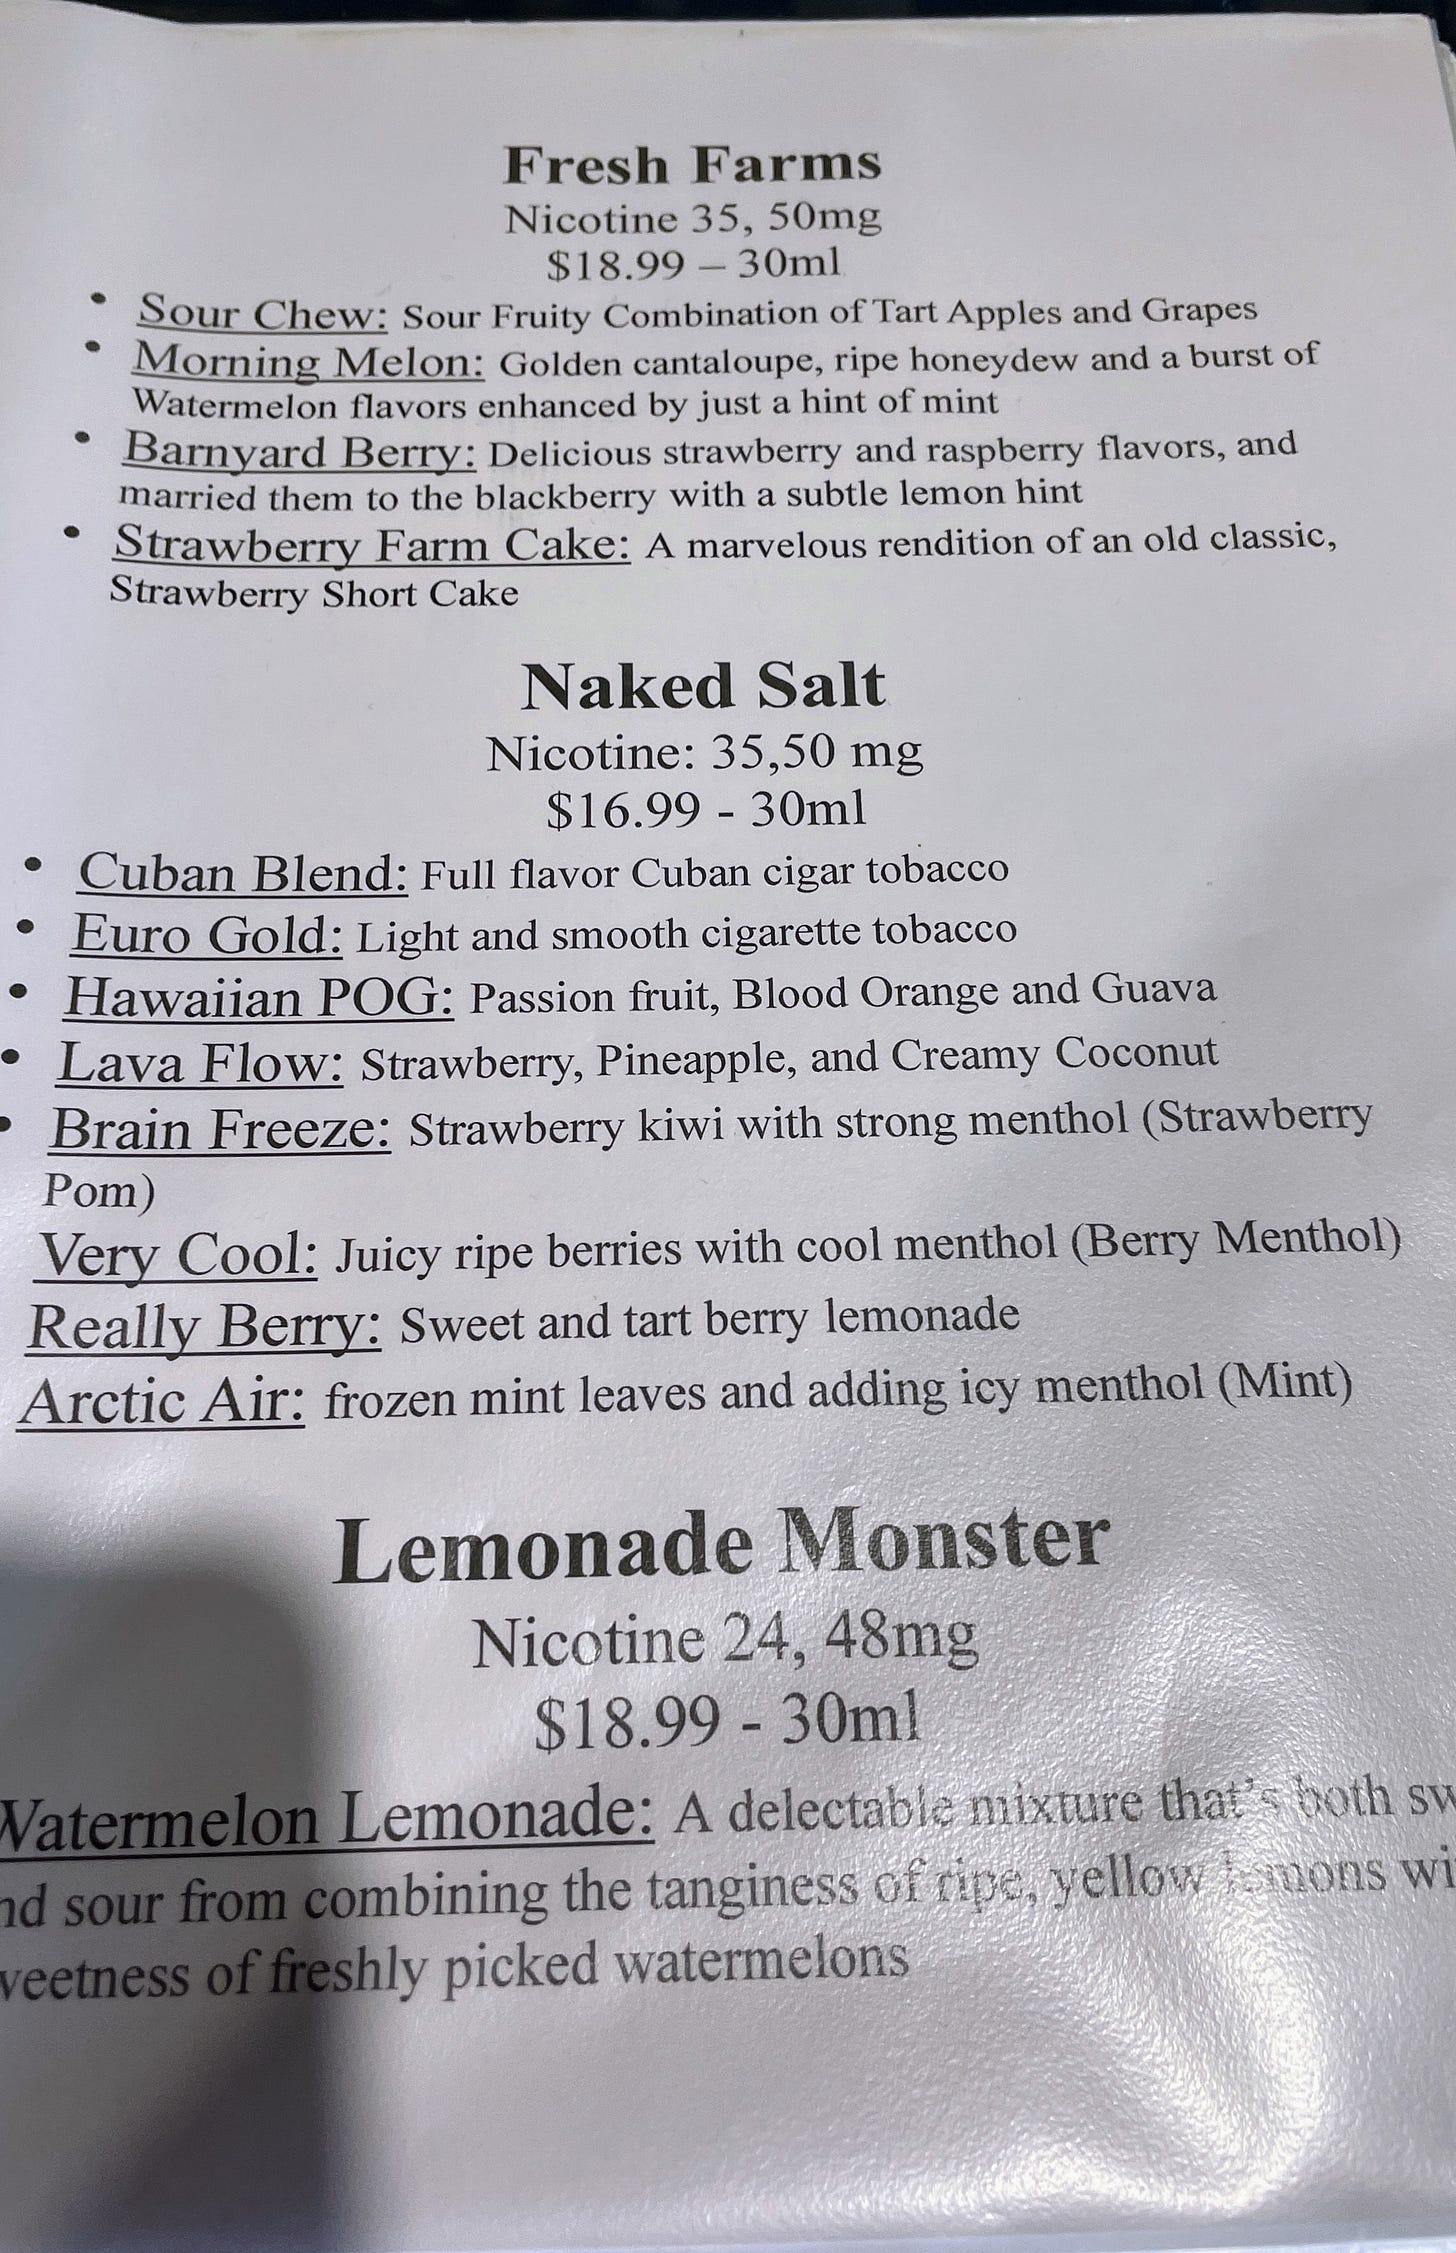 Fresh Farms
Nicotine 35, 50mg
$18.99 – 30ml
• Sour Chew: Sour Fruity Combination of Tart Apples and Grapes
• Morning Melon: Golden cantaloupe, ripe honeydew and a burst of
Watermelon flavors enhanced by just a hint of mint
• Barnyard Berry: Delicious strawberry and raspberry flavors, and
married them to the blackberry with a subtle lemon hint
• Strawberry Farm Cake: A marvelous rendition of an old classic,
Strawberry Short Cake
Naked Salt
Nicotine: 35,50 mg
$16.99 - 30ml
• Cuban Blend: Full flavor Cuban cigar tobacco
• Euro Gold: Light and smooth cigarette tobacco
• Hawaiian POG: Passion fruit, Blood Orange and Guava
• Lava Flow: Strawberry, Pineapple, and Creamy Coconut
• Brain Freeze: Strawberry kiwi with strong menthol (Strawberry
Pom)
Very Cool: Juicy ripe berries with cool menthol (Berry Menthol)
Really Berry: Sweet and tart berry lemonade
Arctic Air: frozen mint leaves and adding icy menthol (Mint)
Lemonade Monster
Nicotine 24, 48mg
$18.99 - 30ml
Watermelon Lemonade: A delectable mixture that's both sw
nd sour from combining the tanginess of ripe, yellow lemons wi
veetness of freshly picked watermelons